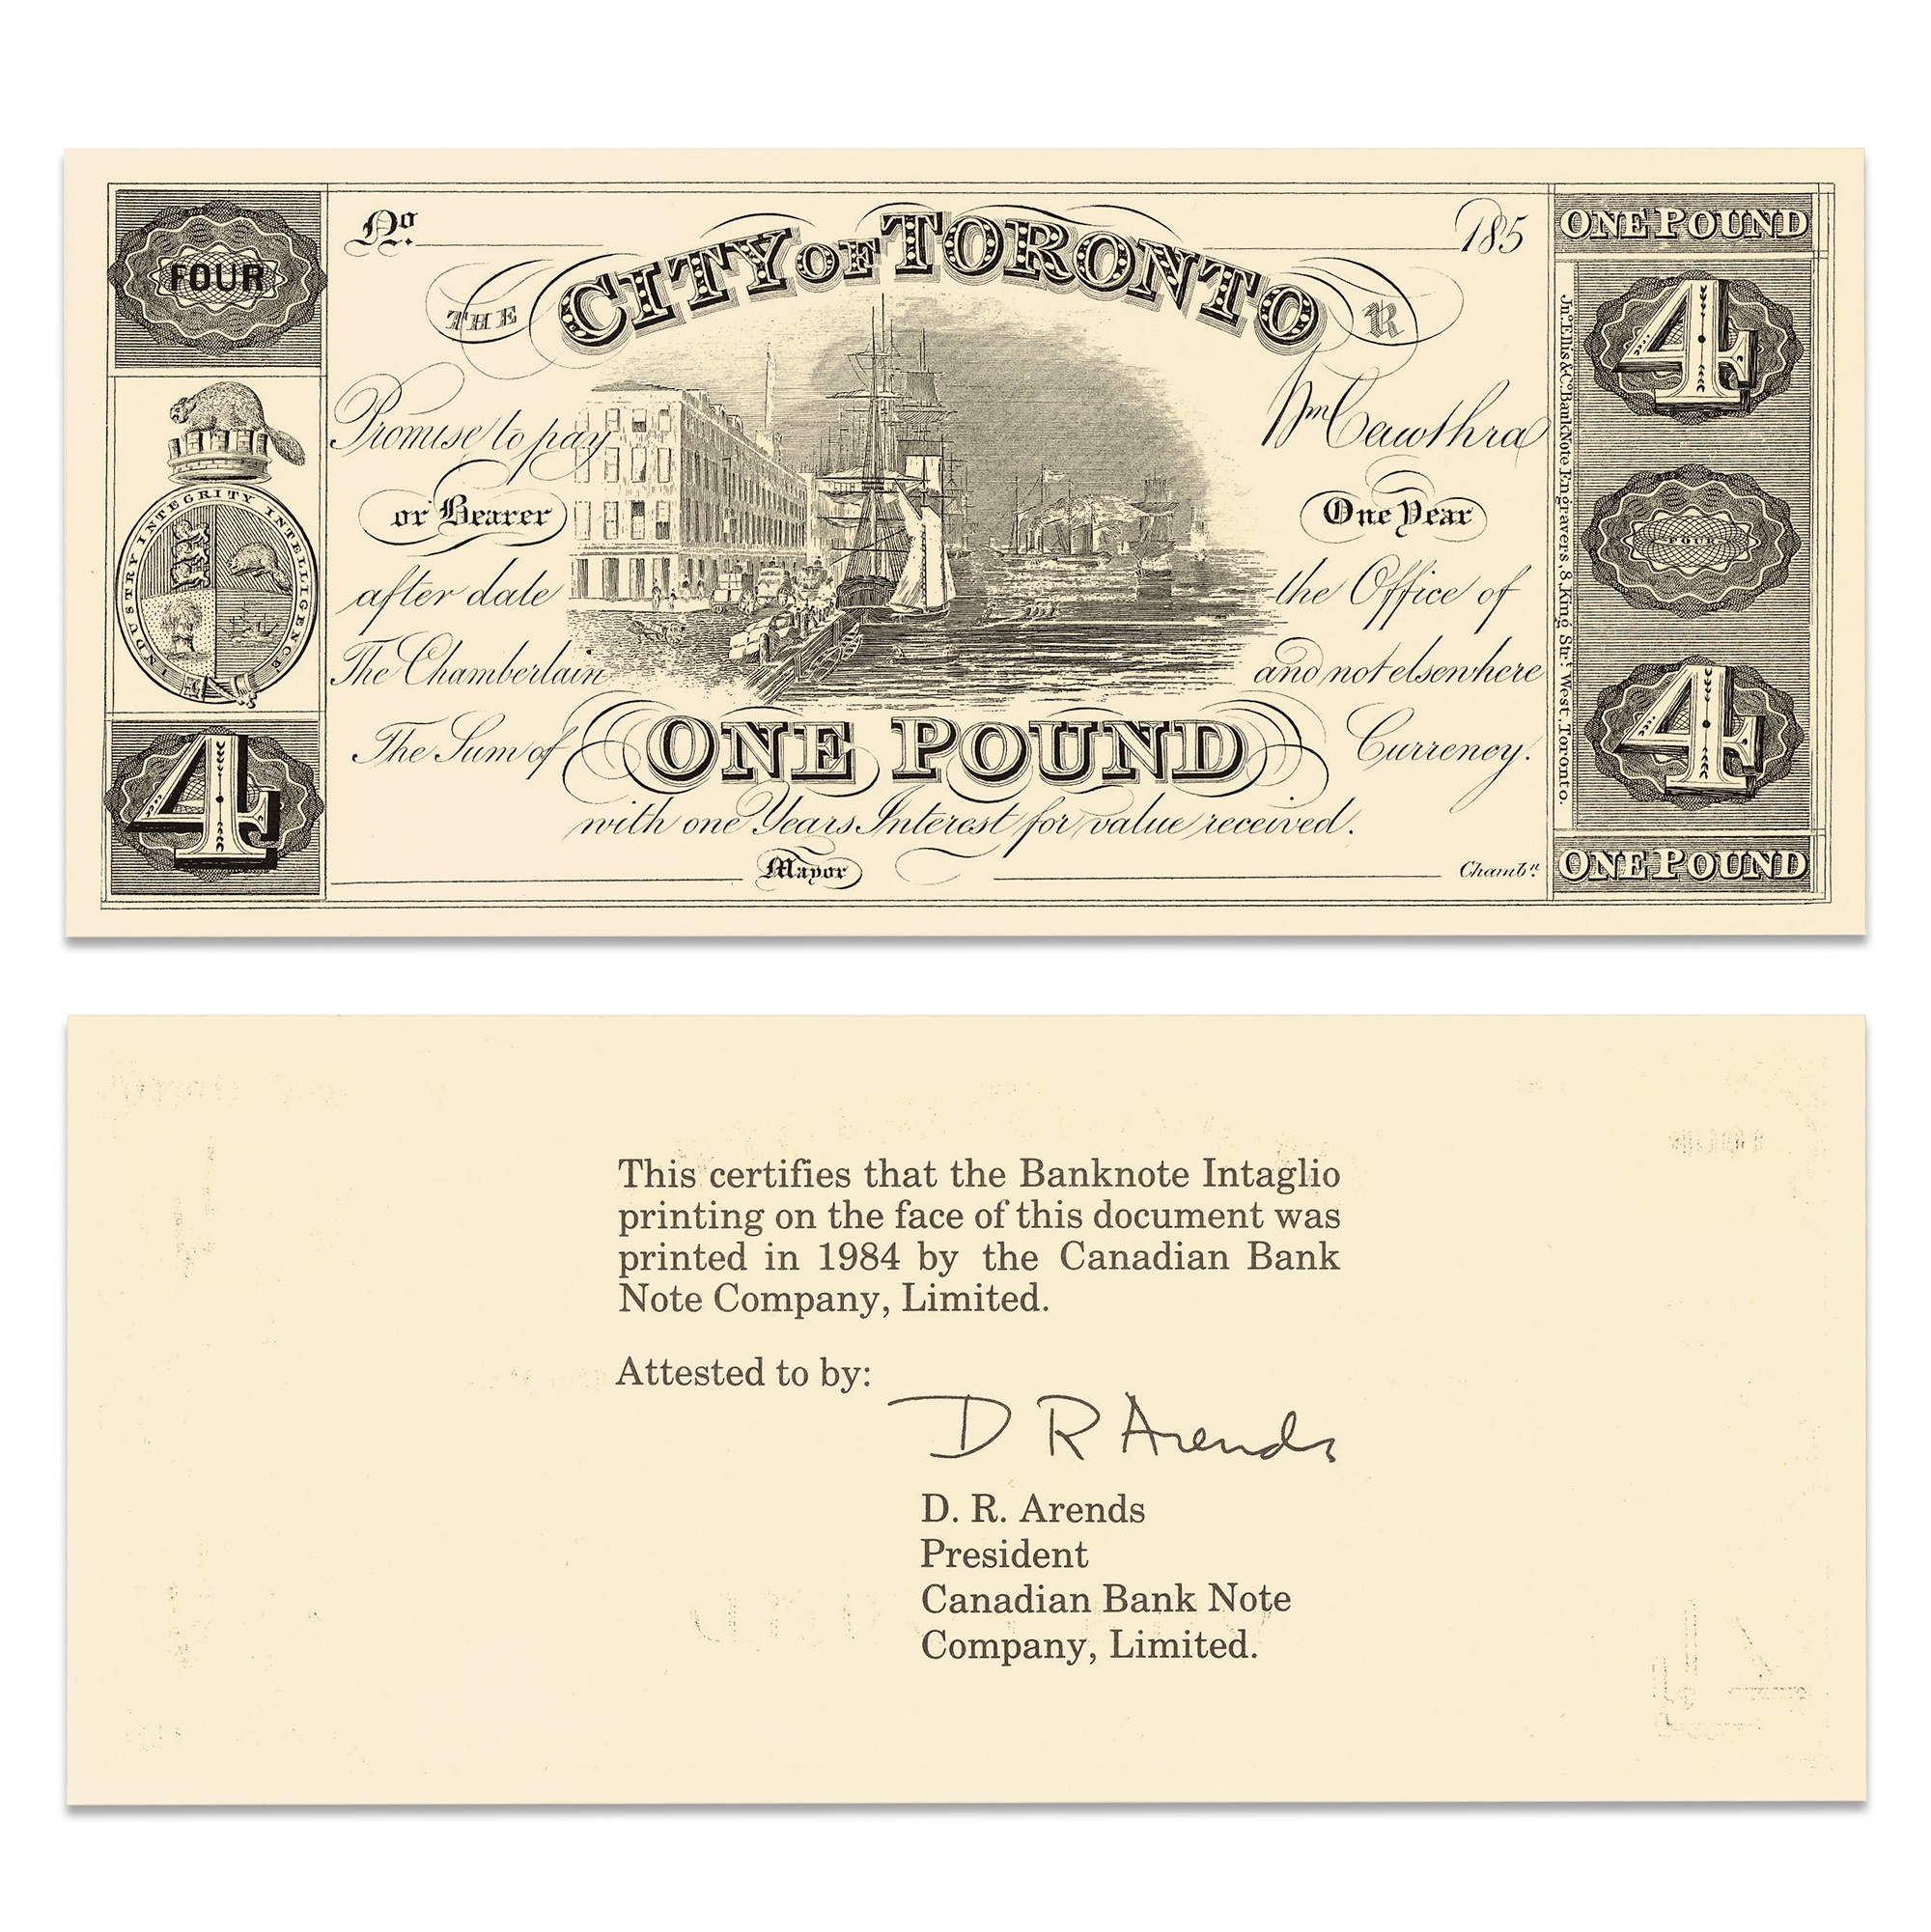 FOUR
No.
185
THE CITY OF TORONTO R
Promise to pay
Wm Cawthra
or Bearer
One Year
after date
the Office of
The Chamberlain
and not elsewhere
The Sum of
ONE POUND
Currency.
with one Years Interest for value received.
Mayor
Chambn.
INDUSTRY INTEGRITY INTELLIGENCE
4
ONE POUND
4
FOUR
4
ONE POUND
Jno. Ellis & Co. Bank Note Engravers, 8, King Strt. West, Toronto.
This certifies that the Banknote Intaglio
printing on the face of this document was
printed in 1984 by the Canadian Bank
Note Company, Limited.
Attested to by:
D R Arends
D. R. Arends
President
Canadian Bank Note
Company, Limited.